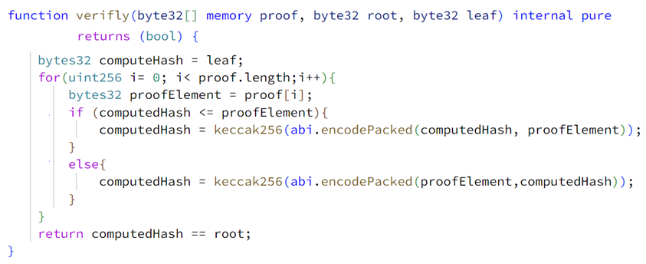 function verifly(byte32[] memory proof, byte32 root, byte32 leaf) internal pure
returns (bool) {
bytes32 computeHash = leaf;
for(uint256 i= 0; i< proof.length;i++){
bytes32 proofElement = proof[i];
if (computedHash <= proofElement){
computedHash = keccak256(abi.encodePacked(computedHash, proofElement));
}
else{
computedHash = keccak256(abi.encodePacked(proofElement,computedHash));
}
}
return computedHash == root;
}